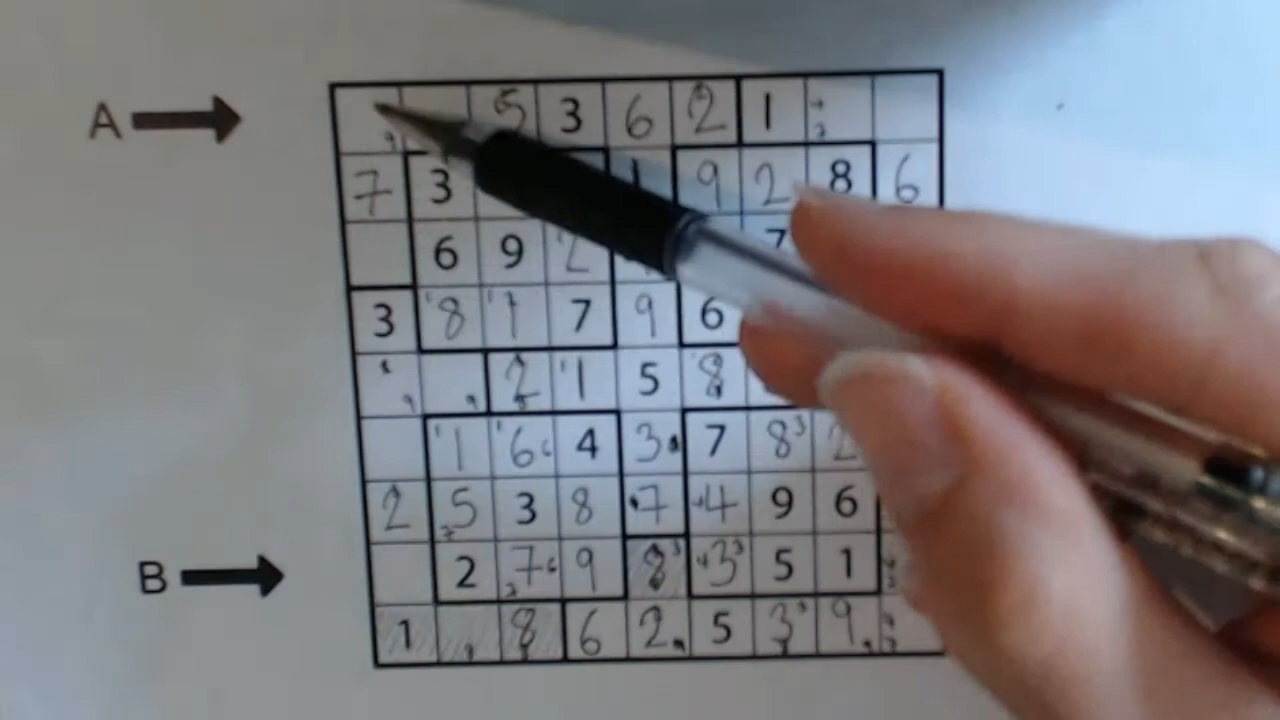 A 5 3 6 2 1
7 3 1 9 2 8 6
6 9 2 7
3 8 1 7 9 6
2 1 5 8
1 6 4 3 7 8 2
2 5 3 8 7 4 9 6
B 2 7 9 8 3 5 1
1 8 6 2 5 3 9